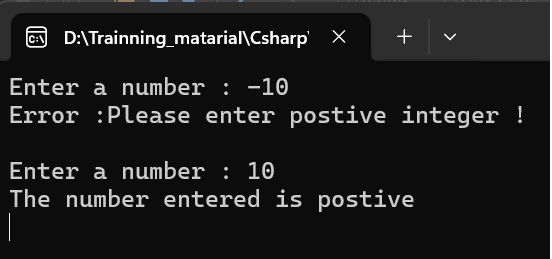 D:\Trainning_matarial\Csharp\
Enter a number : -10
Error :Please enter postive integer !
Enter a number : 10
The number entered is postive